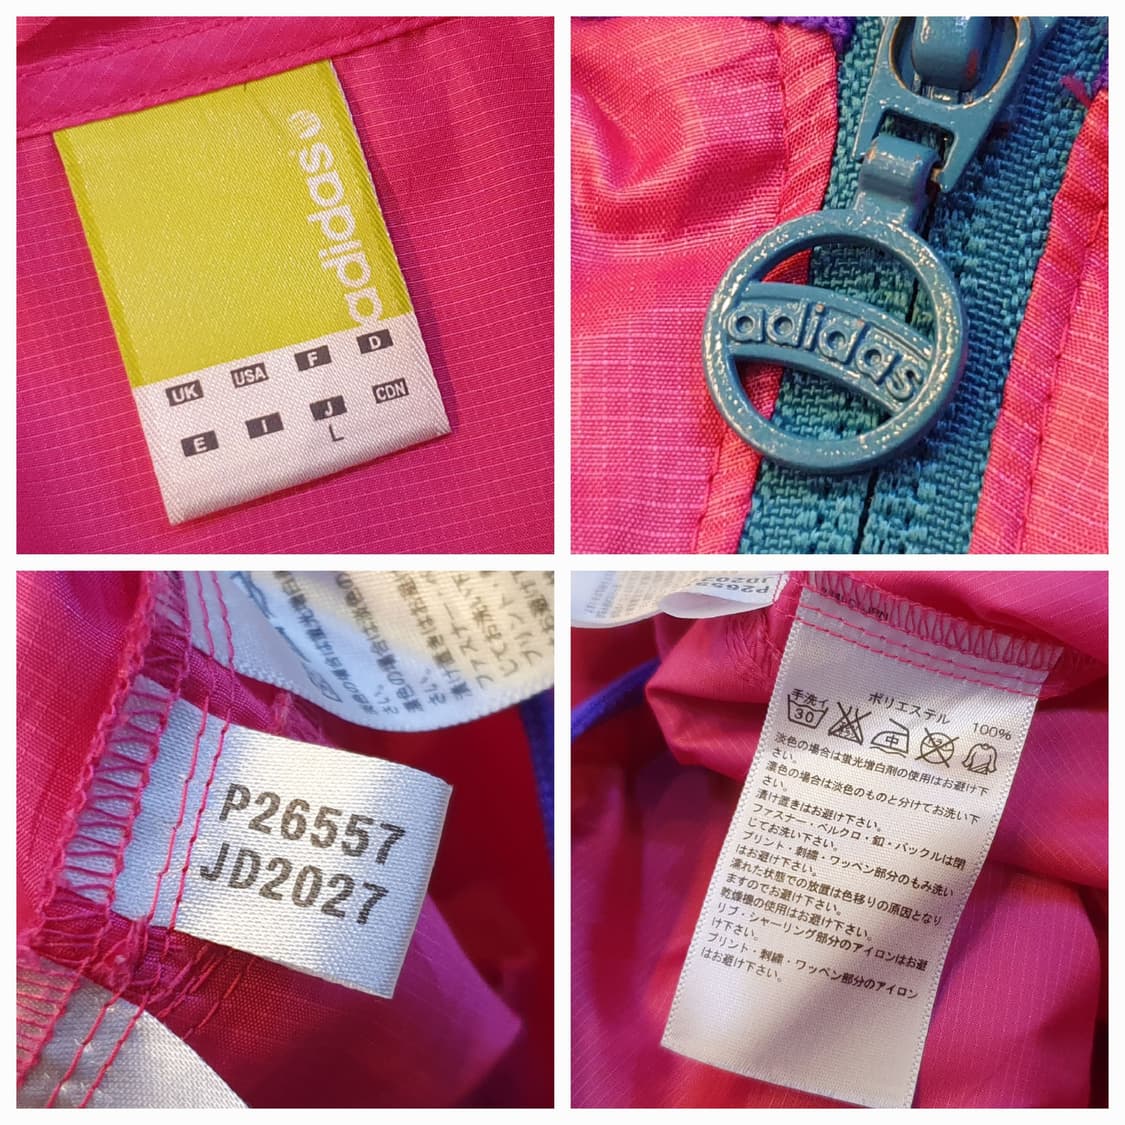 adidas
UK USA F D
E I J CDN
L
adidas
P26557
JD2027
ポリエステル 100%
手洗イ
30
中
淡色の場合は蛍光増白剤の使用はお避け下
さい。
濃色の場合は淡色のものと分けてお洗い下
さい。
漬け置きはお避け下さい。
ファスナー・ベルクロ・釦・バックルは閉
じてお洗い下さい。
プリント・刺繍・ワッペン部分のもみ洗い
はお避け下さい。
濡れた状態での放置は色移りの原因となり
ますのでお避け下さい。
乾燥機の使用はお避け下さい。
リブ・シャーリング部分のアイロンはお避
け下さい。
プリント・刺繍・ワッペン部分のアイロン
はお避け下さい。